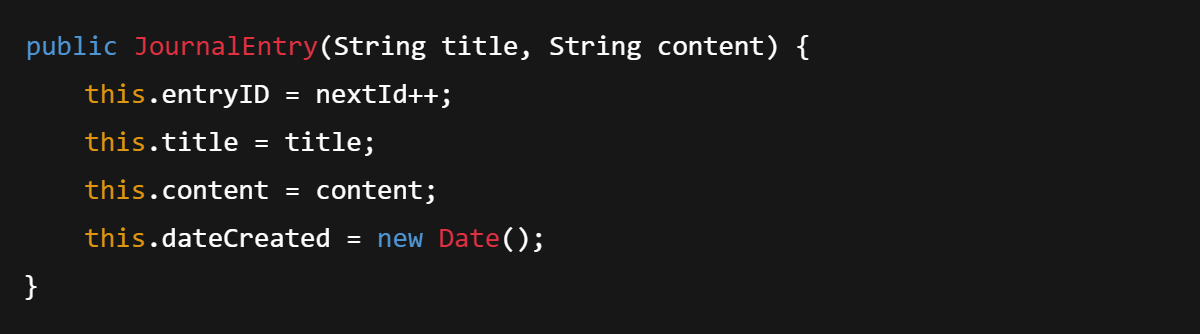 public JournalEntry(String title, String content) {
    this.entryID = nextId++;
    this.title = title;
    this.content = content;
    this.dateCreated = new Date();
}